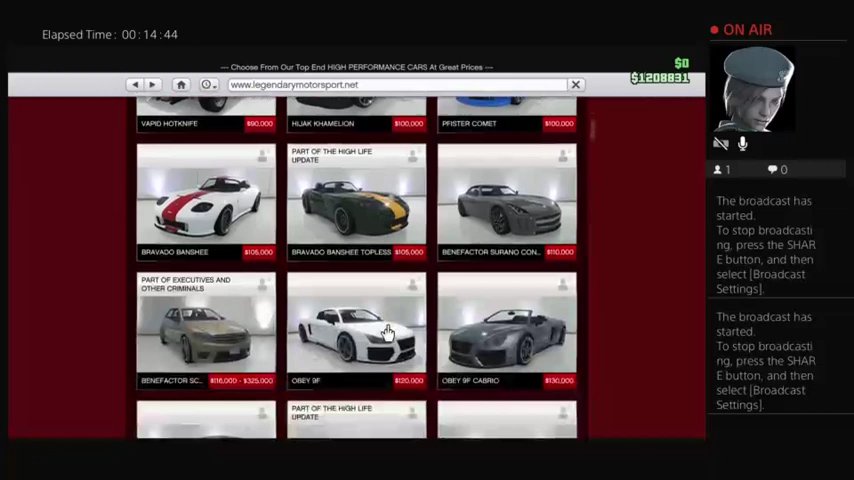 Elapsed Time : 00:14:44
ON AIR
--- Choose From Our Top End HIGH PERFORMANCE CARS At Great Prices ---
$0
$1208831
www.legendarymotorsport.net
VAPID HOTKNIFE $90,000
HIJAK KHAMELION $100,000
PFISTER COMET $100,000
PART OF THE HIGH LIFE
UPDATE
BRAVADO BANSHEE $105,000
BRAVADO BANSHEE TOPLESS $105,000
BENEFACTOR SURANO CON... $110,000
PART OF EXECUTIVES AND
OTHER CRIMINALS
BENEFACTOR SC... $116,000 - $325,000
OBEY 9F $120,000
OBEY 9F CABRIO $130,000
PART OF THE HIGH LIFE
UPDATE
1
0
The broadcast has
started.
To stop broadcasti
ng, press the SHAR
E button, and then
select [Broadcast
Settings].
The broadcast has
started.
To stop broadcasti
ng, press the SHAR
E button, and then
select [Broadcast
Settings].